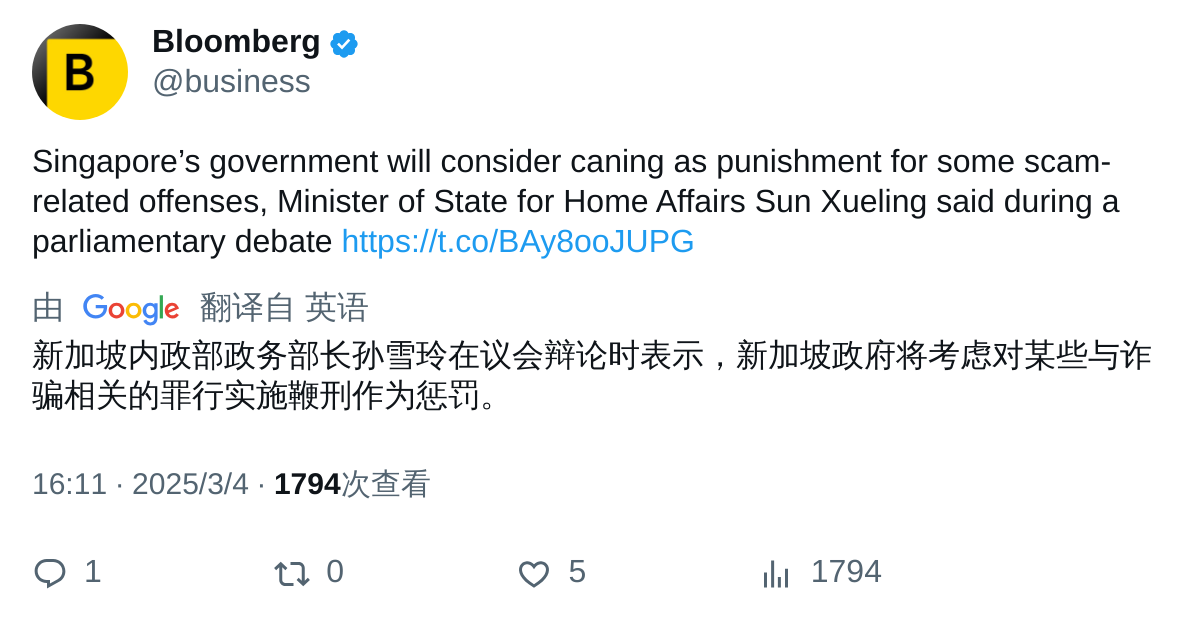 B
Bloomberg
@business
Singapore’s government will consider caning as punishment for some scam-
related offenses, Minister of State for Home Affairs Sun Xueling said during a
parliamentary debate https://t.co/BAy8ooJUPG
由 Google 翻译自 英语
新加坡内政部政务部长孙雪玲在议会辩论时表示，新加坡政府将考虑对某些与诈
骗相关的罪行实施鞭刑作为惩罚。
16:11 · 2025/3/4 · 1794次查看
1 0 5 1794